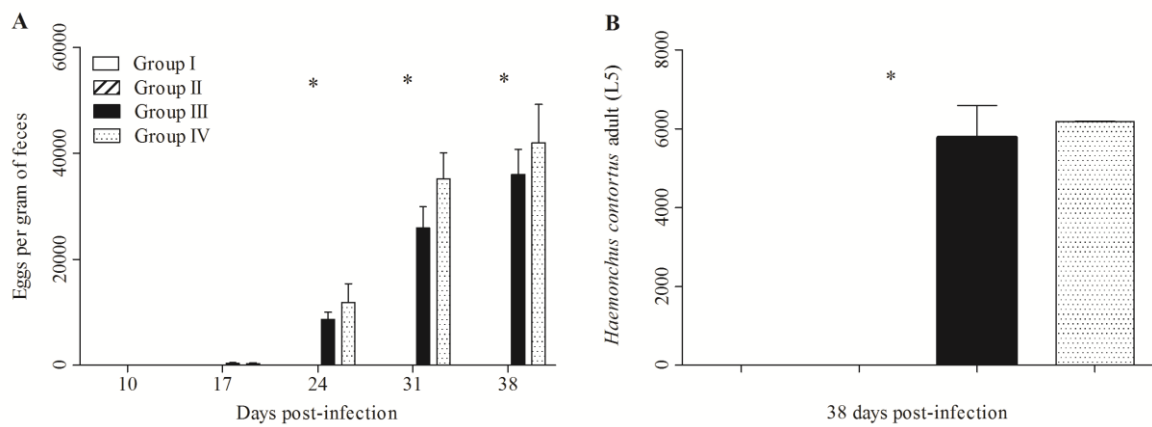 A
Eggs per gram of feces
60000
40000
20000
0
Group I
Group II
Group III
Group IV
* * *
10 17 24 31 38
Days post-infection
B
Haemonchus contortus adult (L5)
8000
6000
4000
2000
0
*
38 days post-infection